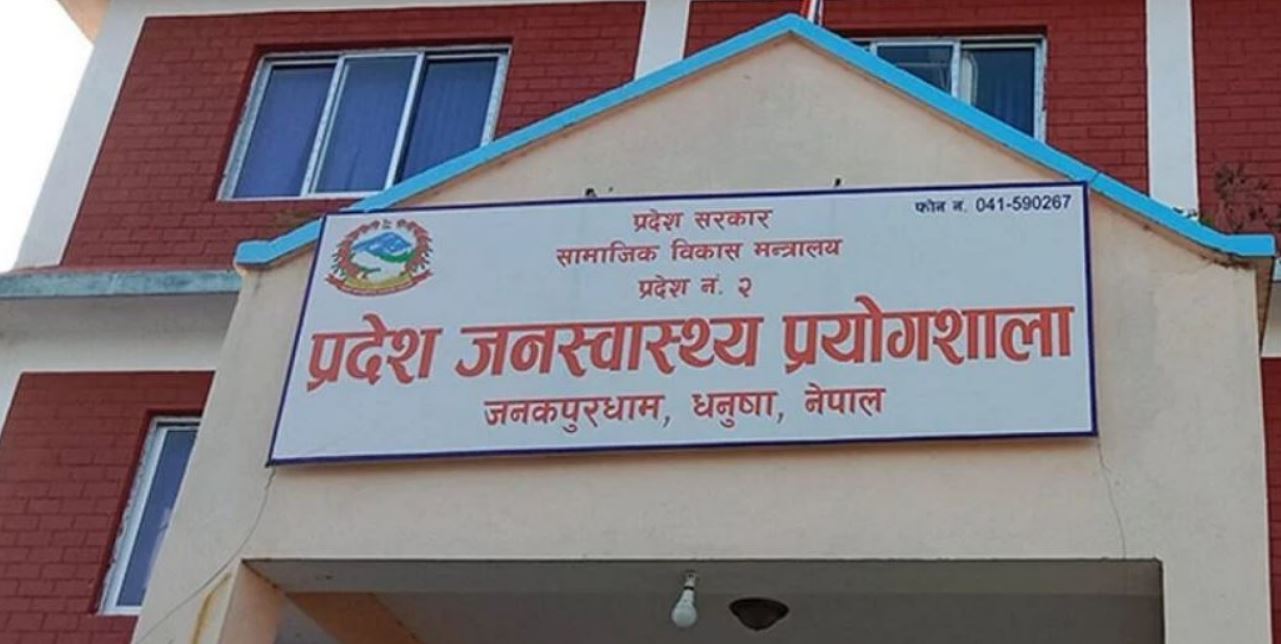 फोन नं. 041-590267
प्रदेश सरकार
सामाजिक विकास मन्त्रालय
प्रदेश नं. २
प्रदेश जनस्वास्थ्य प्रयोगशाला
जनकपुरधाम, धनुषा, नेपाल